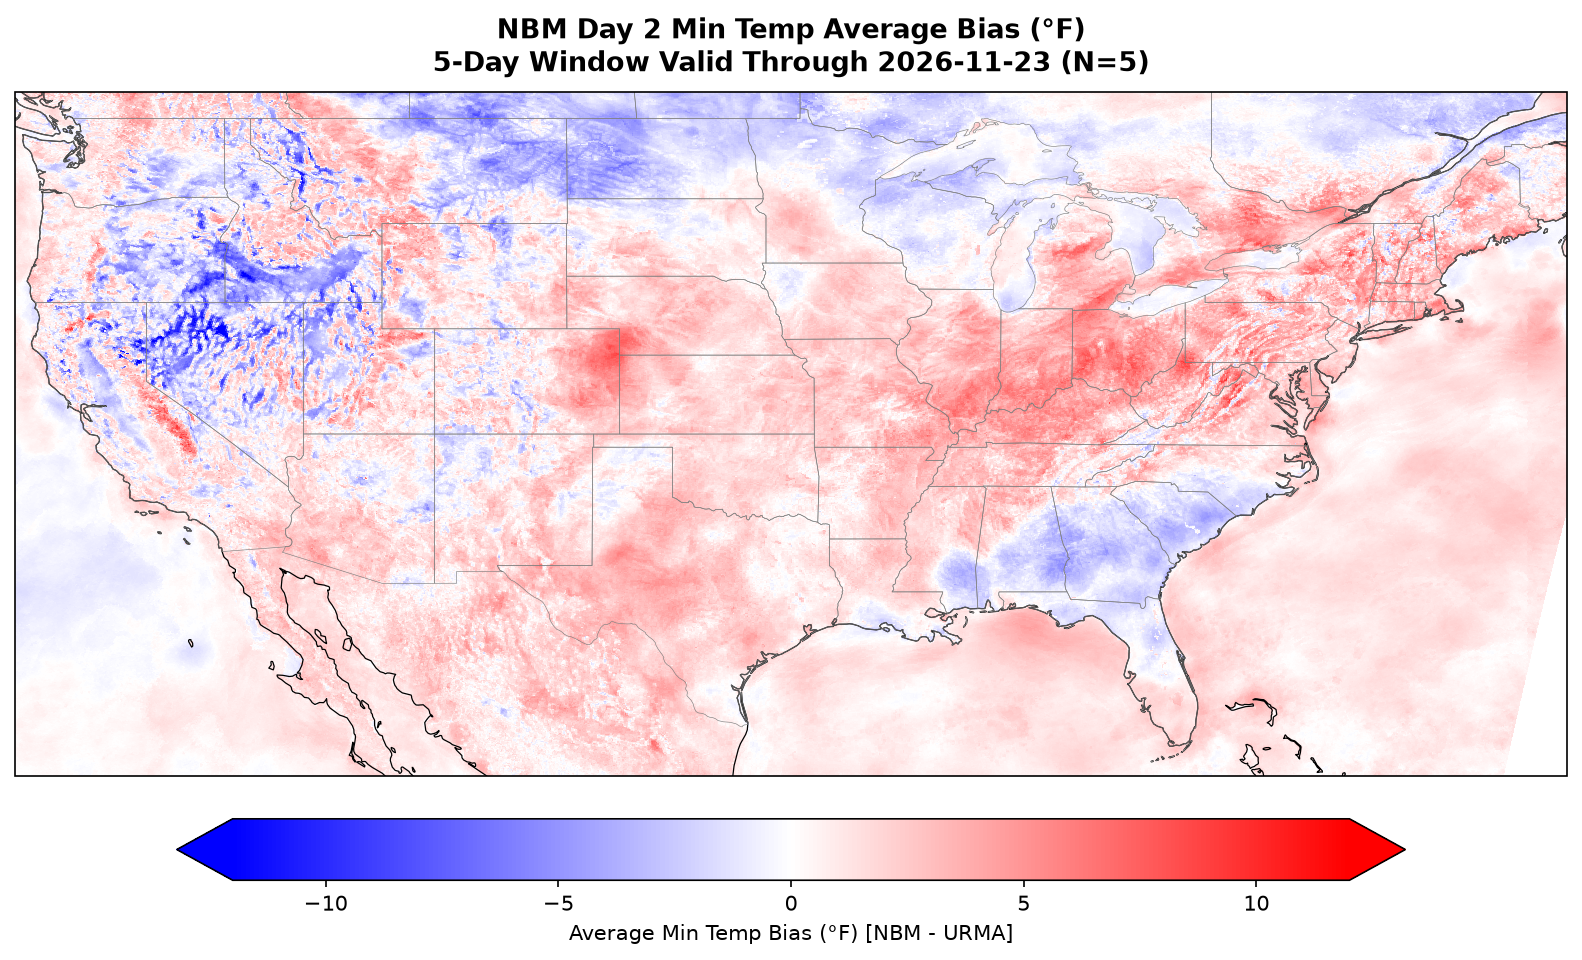 NBM Day 2 Min Temp Average Bias (°F)
5-Day Window Valid Through 2026-11-23 (N=5)
−10 −5 0 5 10
Average Min Temp Bias (°F) [NBM - URMA]